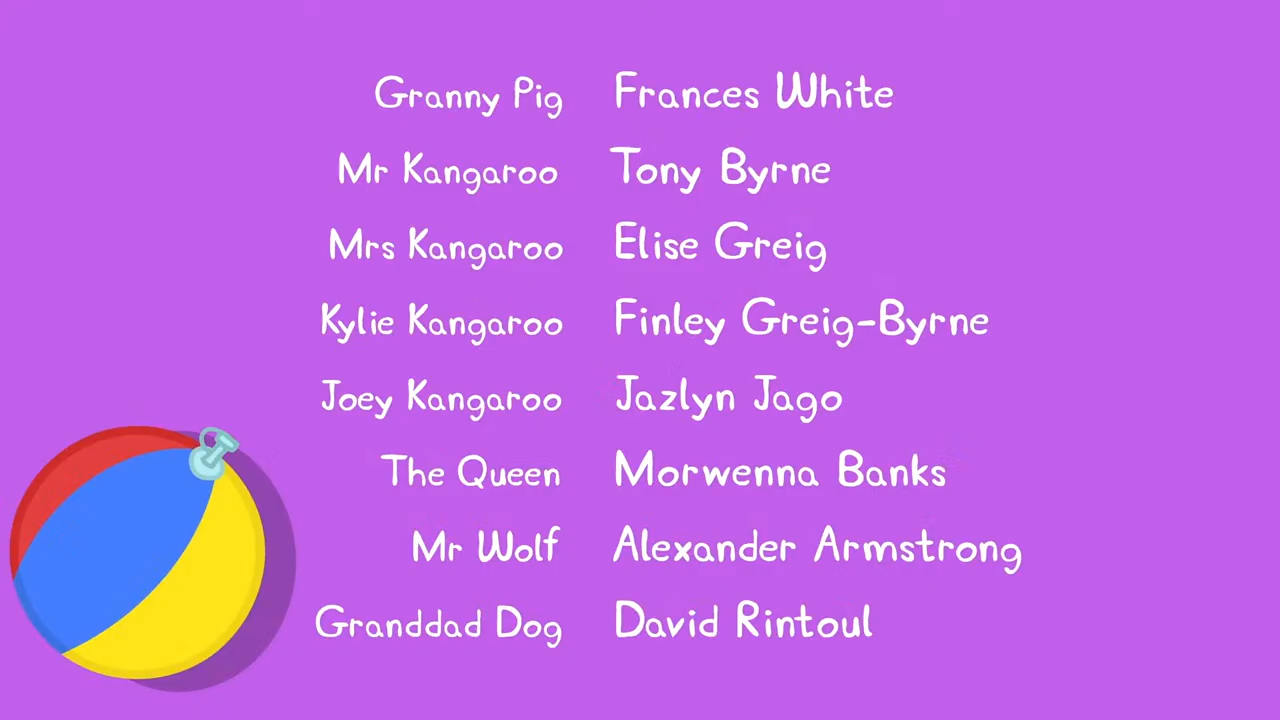 Granny Pig Frances White
Mr Kangaroo Tony Byrne
Mrs Kangaroo Elise Greig
Kylie Kangaroo Finley Greig-Byrne
Joey Kangaroo Jazlyn Jago
The Queen Morwenna Banks
Mr Wolf Alexander Armstrong
Granddad Dog David Rintoul